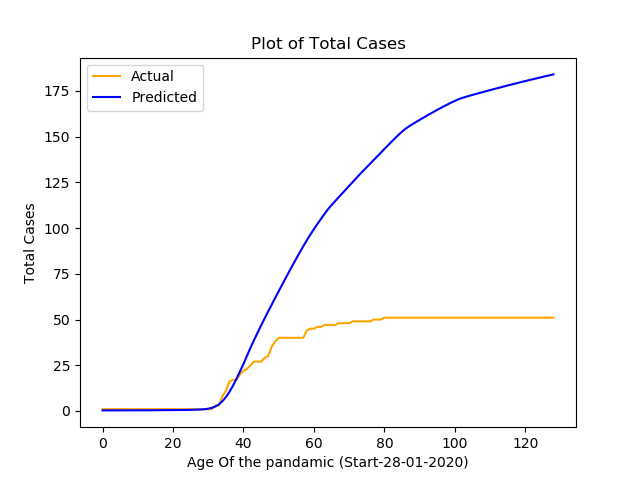 Plot of Total Cases
Actual
Predicted
175
150
125
100
75
50
25
0
Total Cases
0 20 40 60 80 100 120
Age Of the pandamic (Start-28-01-2020)